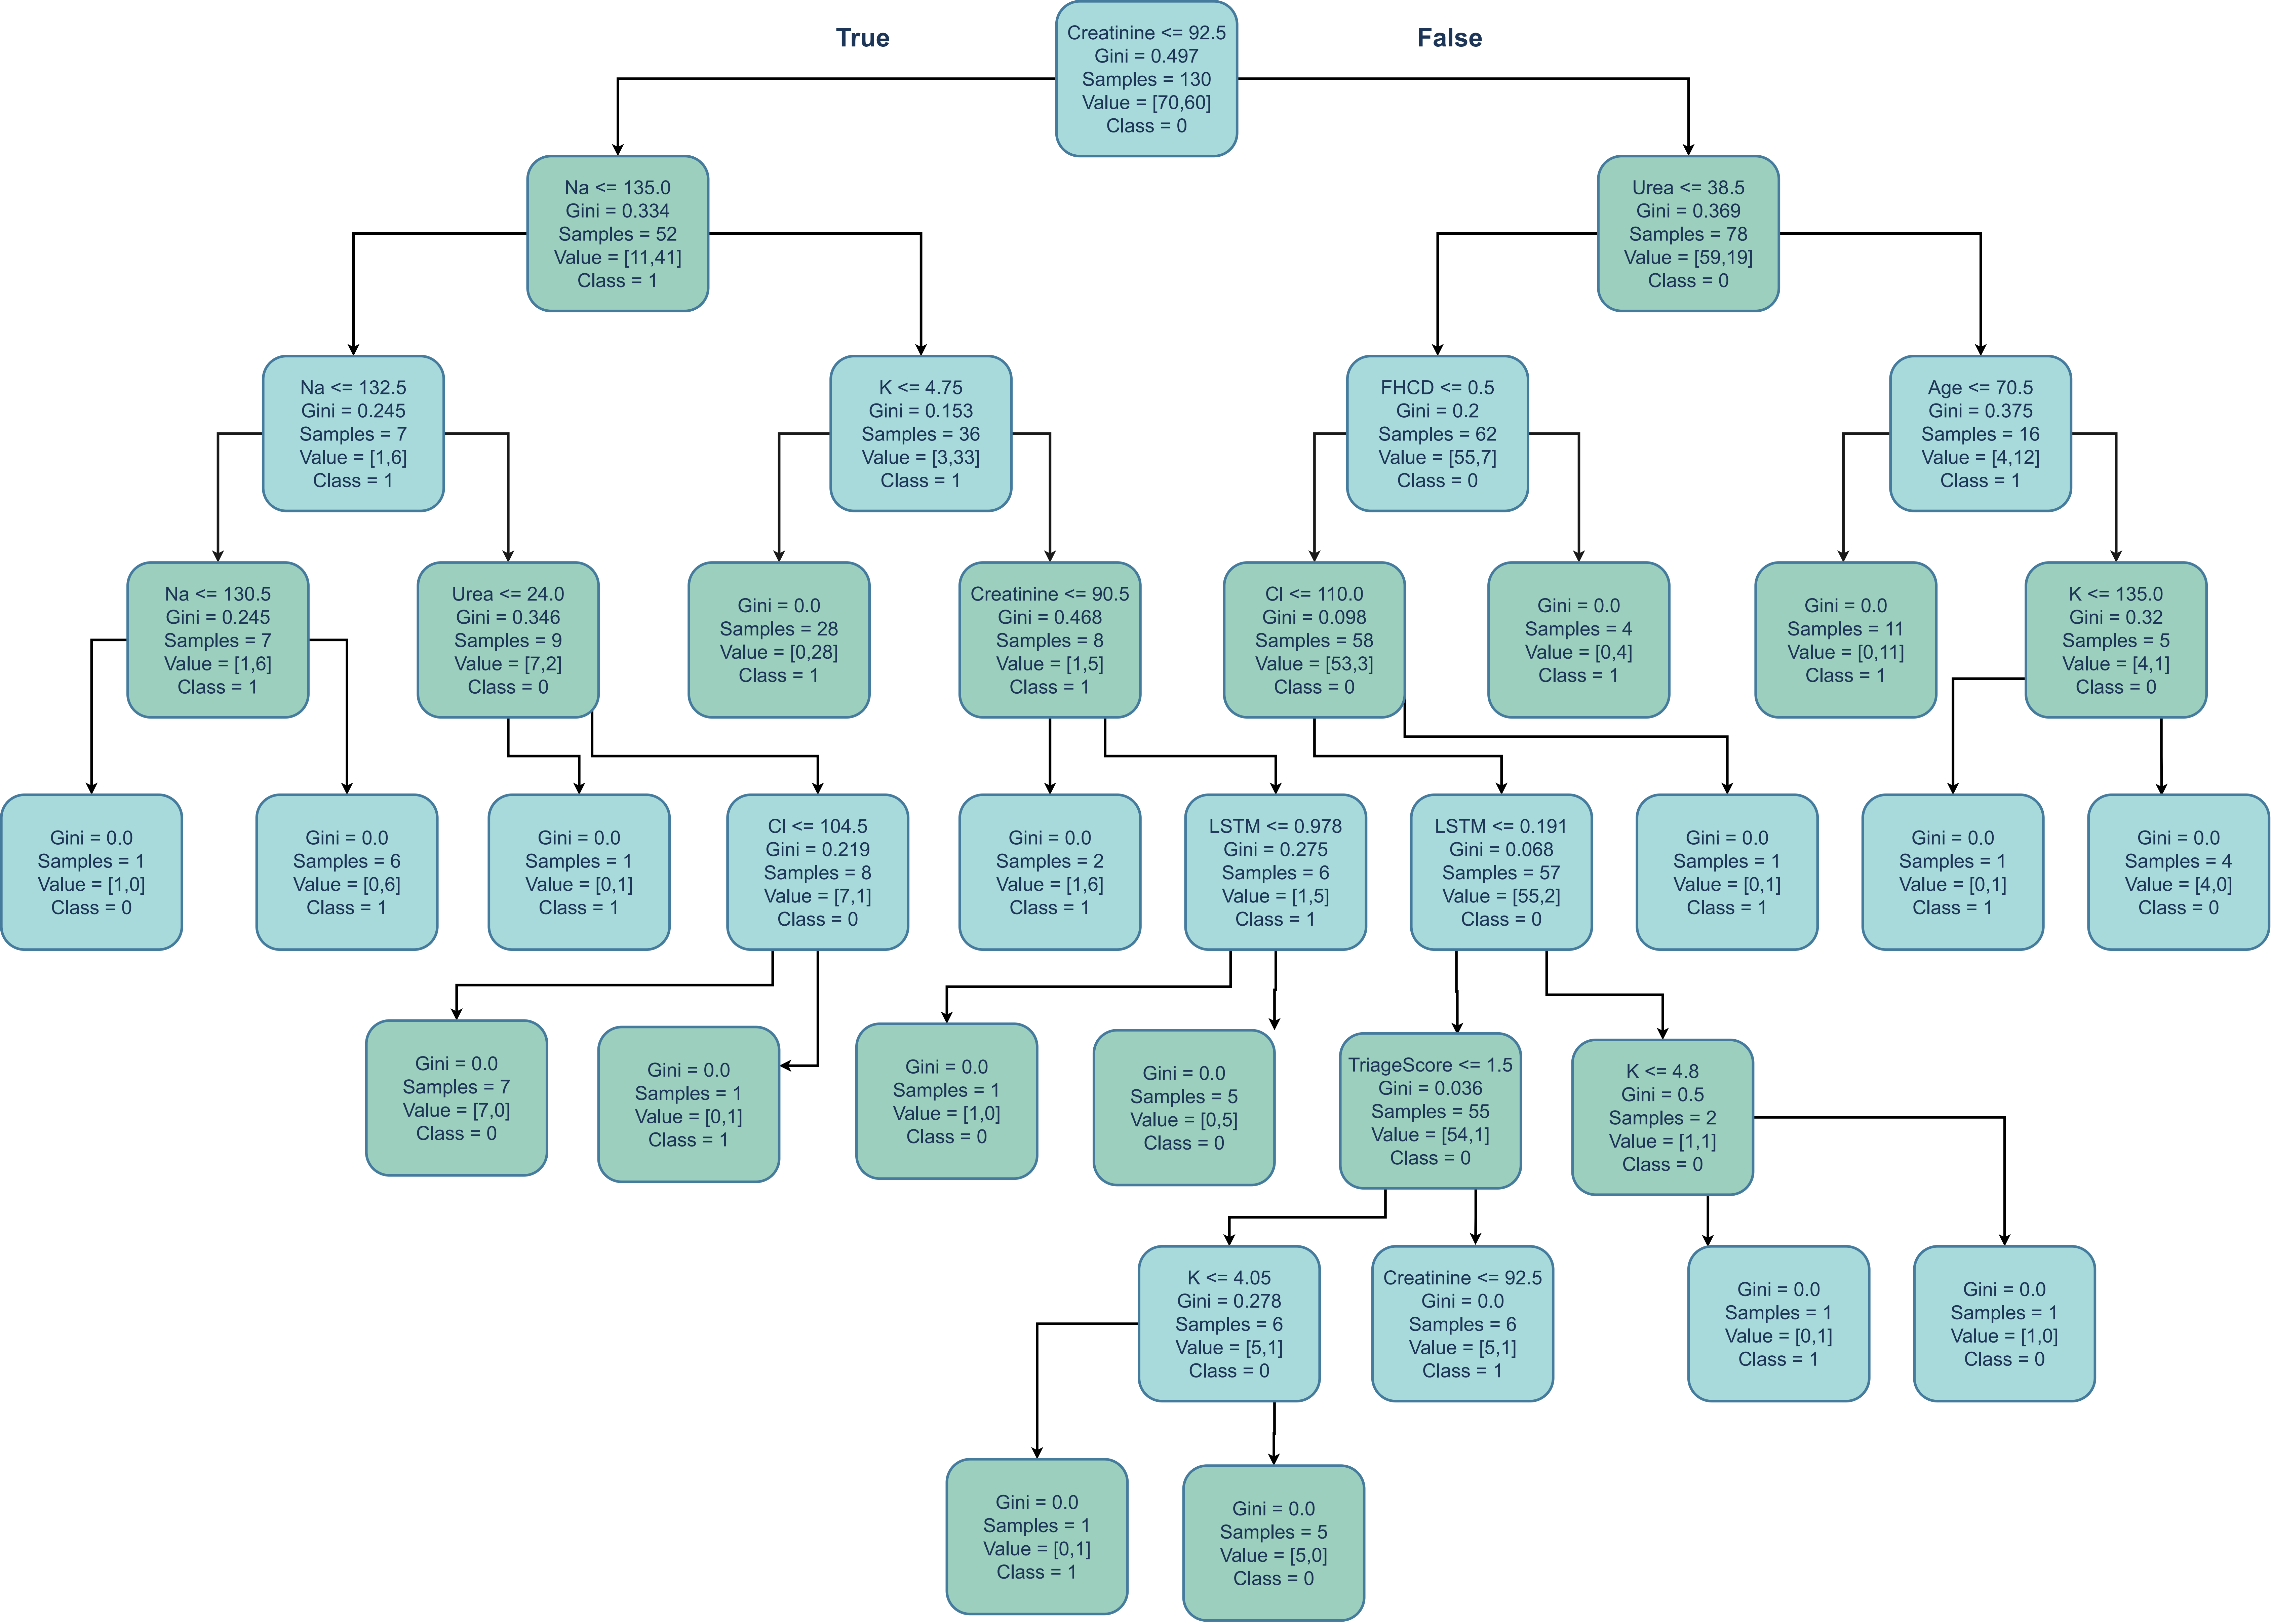 True
False
Creatinine <= 92.5
Gini = 0.497
Samples = 130
Value = [70,60]
Class = 0
Na <= 135.0
Gini = 0.334
Samples = 52
Value = [11,41]
Class = 1
Urea <= 38.5
Gini = 0.369
Samples = 78
Value = [59,19]
Class = 0
Na <= 132.5
Gini = 0.245
Samples = 7
Value = [1,6]
Class = 1
K <= 4.75
Gini = 0.153
Samples = 36
Value = [3,33]
Class = 1
FHCD <= 0.5
Gini = 0.2
Samples = 62
Value = [55,7]
Class = 0
Age <= 70.5
Gini = 0.375
Samples = 16
Value = [4,12]
Class = 1
Na <= 130.5
Gini = 0.245
Samples = 7
Value = [1,6]
Class = 1
Urea <= 24.0
Gini = 0.346
Samples = 9
Value = [7,2]
Class = 0
Gini = 0.0
Samples = 28
Value = [0,28]
Class = 1
Creatinine <= 90.5
Gini = 0.468
Samples = 8
Value = [1,5]
Class = 1
CI <= 110.0
Gini = 0.098
Samples = 58
Value = [53,3]
Class = 0
Gini = 0.0
Samples = 4
Value = [0,4]
Class = 1
Gini = 0.0
Samples = 11
Value = [0,11]
Class = 1
K <= 135.0
Gini = 0.32
Samples = 5
Value = [4,1]
Class = 0
Gini = 0.0
Samples = 1
Value = [1,0]
Class = 0
Gini = 0.0
Samples = 6
Value = [0,6]
Class = 1
Gini = 0.0
Samples = 1
Value = [0,1]
Class = 1
CI <= 104.5
Gini = 0.219
Samples = 8
Value = [7,1]
Class = 0
Gini = 0.0
Samples = 2
Value = [1,6]
Class = 1
LSTM <= 0.978
Gini = 0.275
Samples = 6
Value = [1,5]
Class = 1
LSTM <= 0.191
Gini = 0.068
Samples = 57
Value = [55,2]
Class = 0
Gini = 0.0
Samples = 1
Value = [0,1]
Class = 1
Gini = 0.0
Samples = 1
Value = [0,1]
Class = 1
Gini = 0.0
Samples = 4
Value = [4,0]
Class = 0
Gini = 0.0
Samples = 7
Value = [7,0]
Class = 0
Gini = 0.0
Samples = 1
Value = [0,1]
Class = 1
Gini = 0.0
Samples = 1
Value = [1,0]
Class = 0
Gini = 0.0
Samples = 5
Value = [0,5]
Class = 0
TriageScore <= 1.5
Gini = 0.036
Samples = 55
Value = [54,1]
Class = 0
K <= 4.8
Gini = 0.5
Samples = 2
Value = [1,1]
Class = 0
K <= 4.05
Gini = 0.278
Samples = 6
Value = [5,1]
Class = 0
Creatinine <= 92.5
Gini = 0.0
Samples = 6
Value = [5,1]
Class = 1
Gini = 0.0
Samples = 1
Value = [0,1]
Class = 1
Gini = 0.0
Samples = 1
Value = [1,0]
Class = 0
Gini = 0.0
Samples = 1
Value = [0,1]
Class = 1
Gini = 0.0
Samples = 5
Value = [5,0]
Class = 0